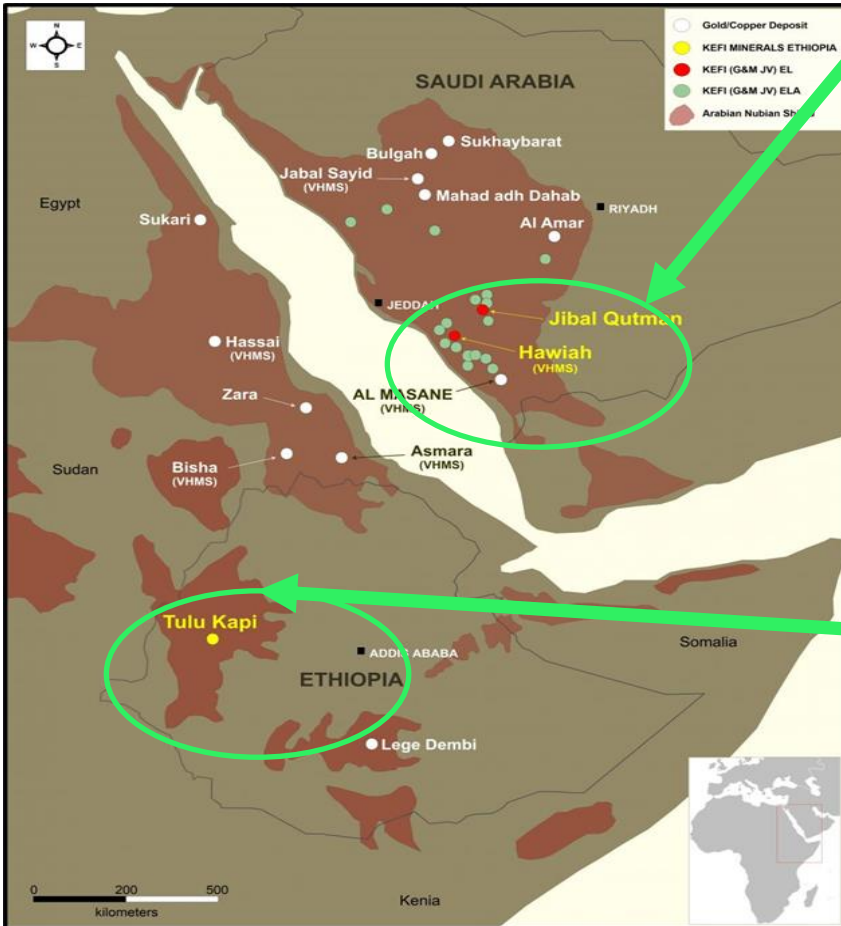 N
W E
S
Gold/Copper Deposit
KEFI MINERALS ETHIOPIA
KEFI (G&M JV) EL
KEFI (G&M JV) ELA
Arabian Nubian
SAUDI ARABIA
Sukhaybarat
Bulgah
Jabal Sayid
(VHMS)
Mahad adh Dahab
Egypt
Sukari
RIYADH
Al Amar
JEDDAH
Jibal Qutman
Hassai
(VHMS)
Hawiah
(VHMS)
Zara
AL MASANE
(VHMS)
Asmara
(VHMS)
Bisha
(VHMS)
Sudan
Tulu Kapi
Somalia
ADDIS ABABA
ETHIOPIA
Lege Dembi
0 200 500
kilometers
Kenia